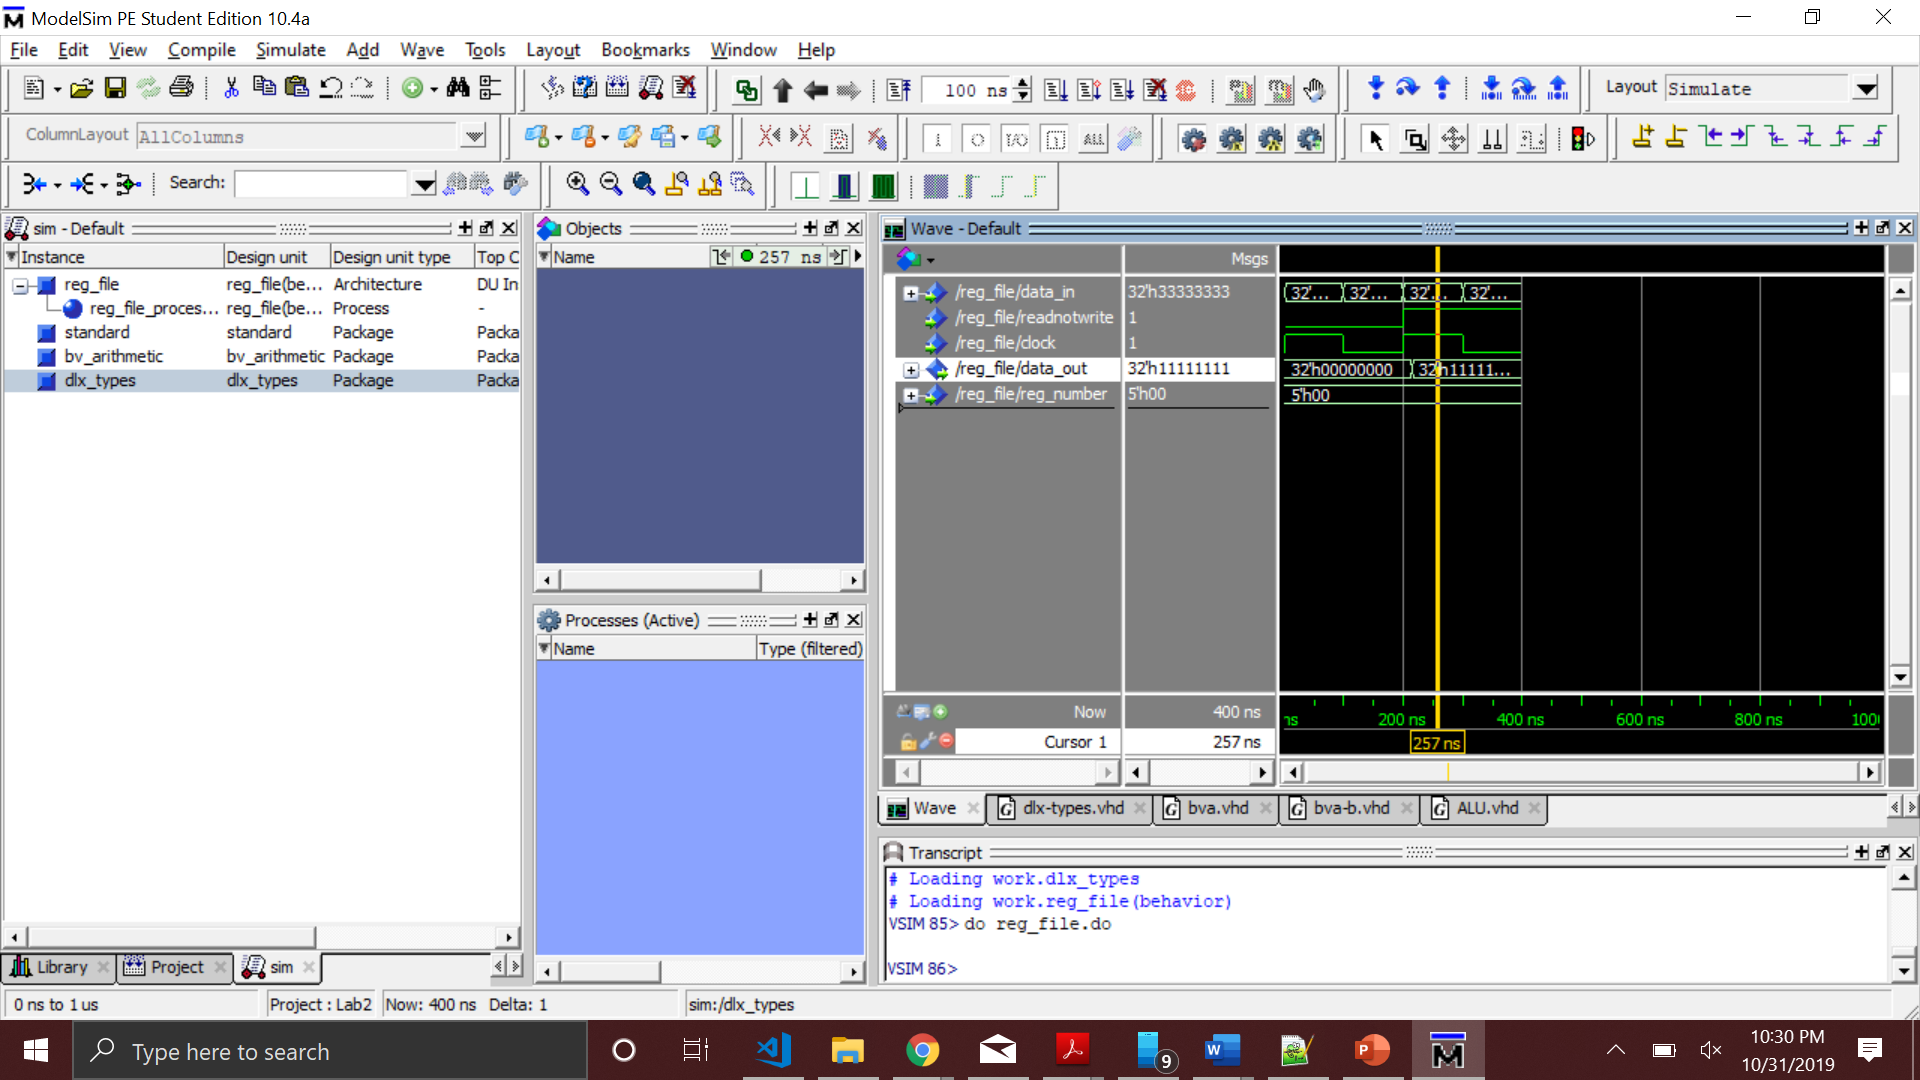 ModelSim PE Student Edition 10.4a
File Edit View Compile Simulate Add Wave Tools Layout Bookmarks Window Help
100 ns
Layout Simulate
ColumnLayout AllColumns
Search:
sim - Default
Instance Design unit Design unit type Top C
reg_file reg_file(be... Architecture DU In
reg_file_proces... reg_file(be... Process -
standard standard Package Packa
bv_arithmetic bv_arithmetic Package Packa
dlx_types dlx_types Package Packa
Library Project sim
Objects
Name 257 ns
Processes (Active)
Name Type (filtered)
Wave - Default
Msgs
/reg_file/data_in 32'h33333333 32'... 32'... 32'... 32'...
/reg_file/readnotwrite 1
/reg_file/clock 1
/reg_file/data_out 32'h11111111 32'h00000000 32'h11111...
/reg_file/reg_number 5'h00 5'h00
Now 400 ns ns 200 ns 400 ns 600 ns 800 ns 100
Cursor 1 257 ns 257 ns
Wave dlx-types.vhd bva.vhd bva-b.vhd ALU.vhd
Transcript
# Loading work.dlx_types
# Loading work.reg_file(behavior)
VSIM 85> do reg_file.do
VSIM 86>
0 ns to 1 us Project : Lab2 Now: 400 ns Delta: 1 sim:/dlx_types
Type here to search
9
10:30 PM
10/31/2019